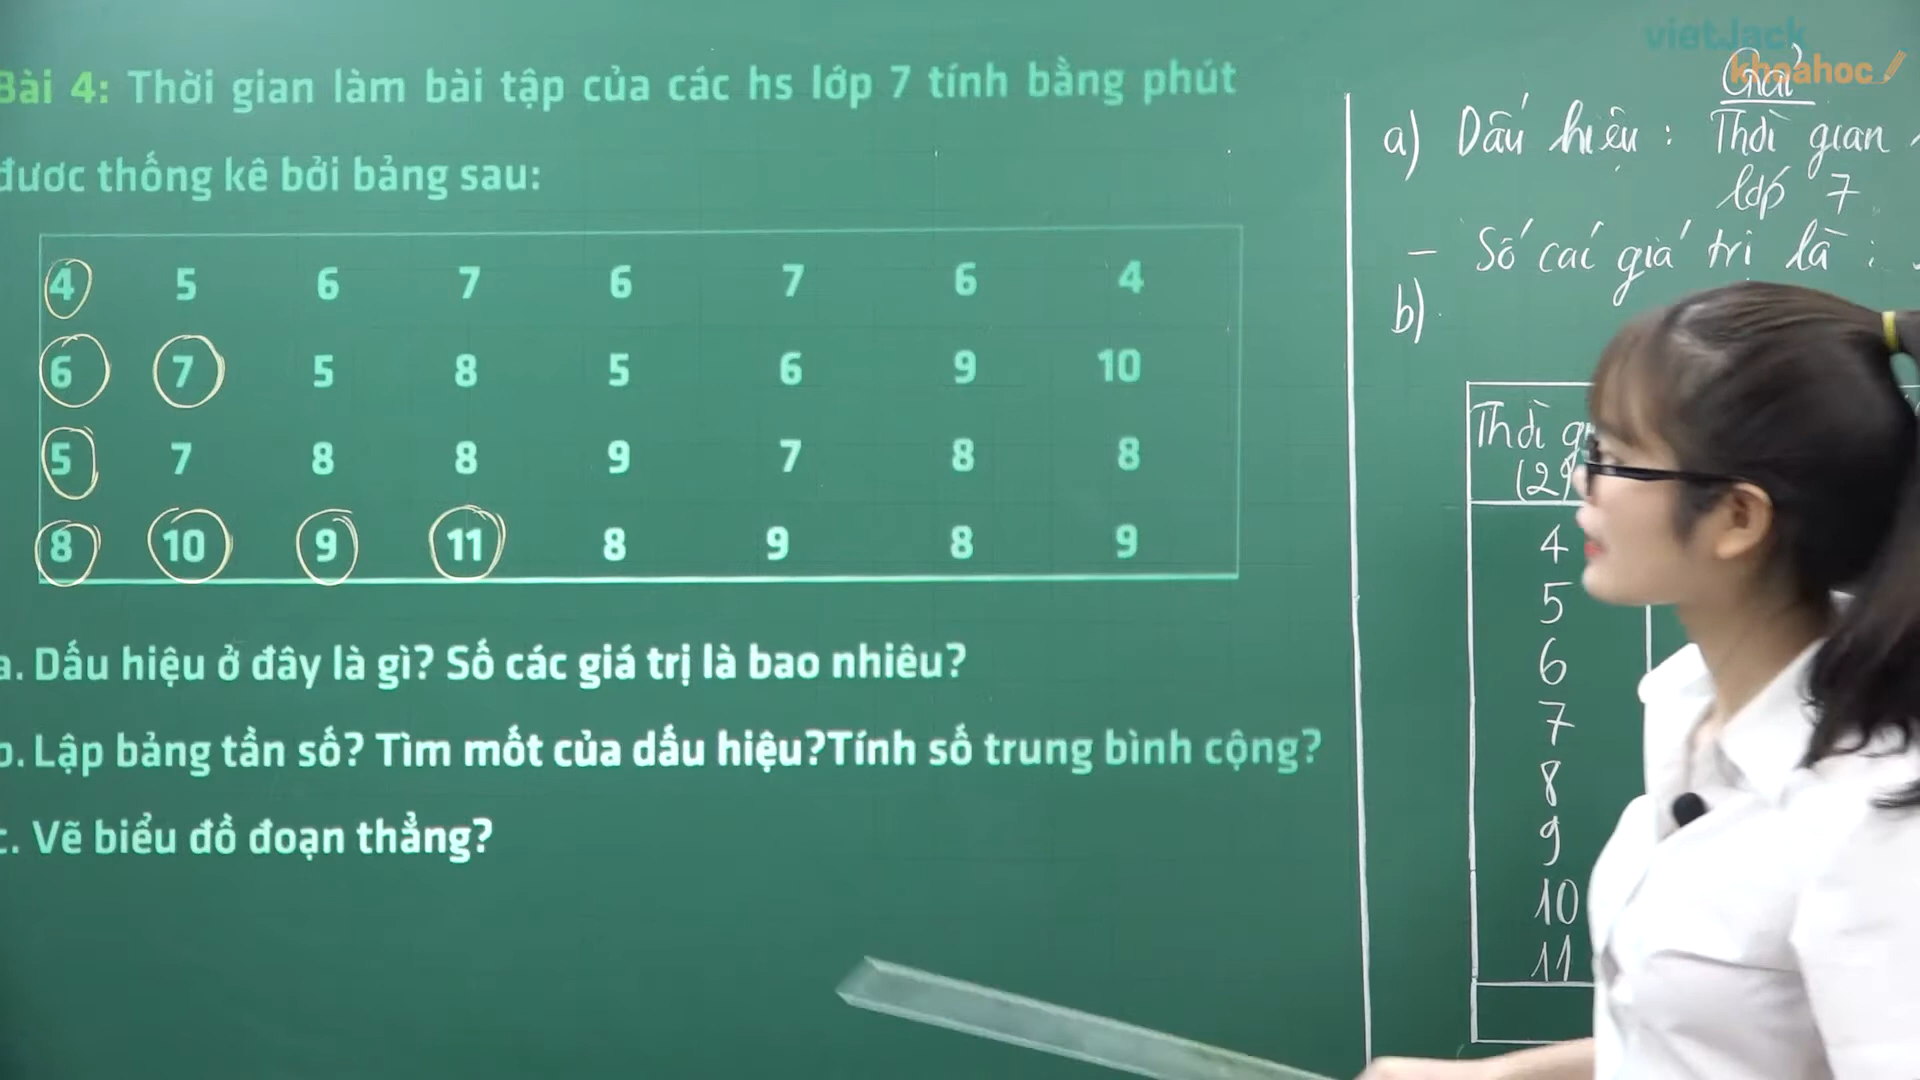 Bài 4: Thời gian làm bài tập của các hs lớp 7 tính bằng phút
được thống kê bởi bảng sau:
4 5 6 7 6 7 6 4
6 7 5 8 5 6 9 10
5 7 8 8 9 7 8 8
8 10 9 11 8 9 8 9
a. Dấu hiệu ở đây là gì? Số các giá trị là bao nhiêu?
b. Lập bảng tần số? Tìm mốt của dấu hiệu?Tính số trung bình cộng?
c. Vẽ biểu đồ đoạn thẳng?
vietJack
khoahoc
Giải
a) Dấu hiệu : Thời gian
lớp 7
- Số các giá trị là :
b)
Thời
4
5
6
7
8
9
10
11